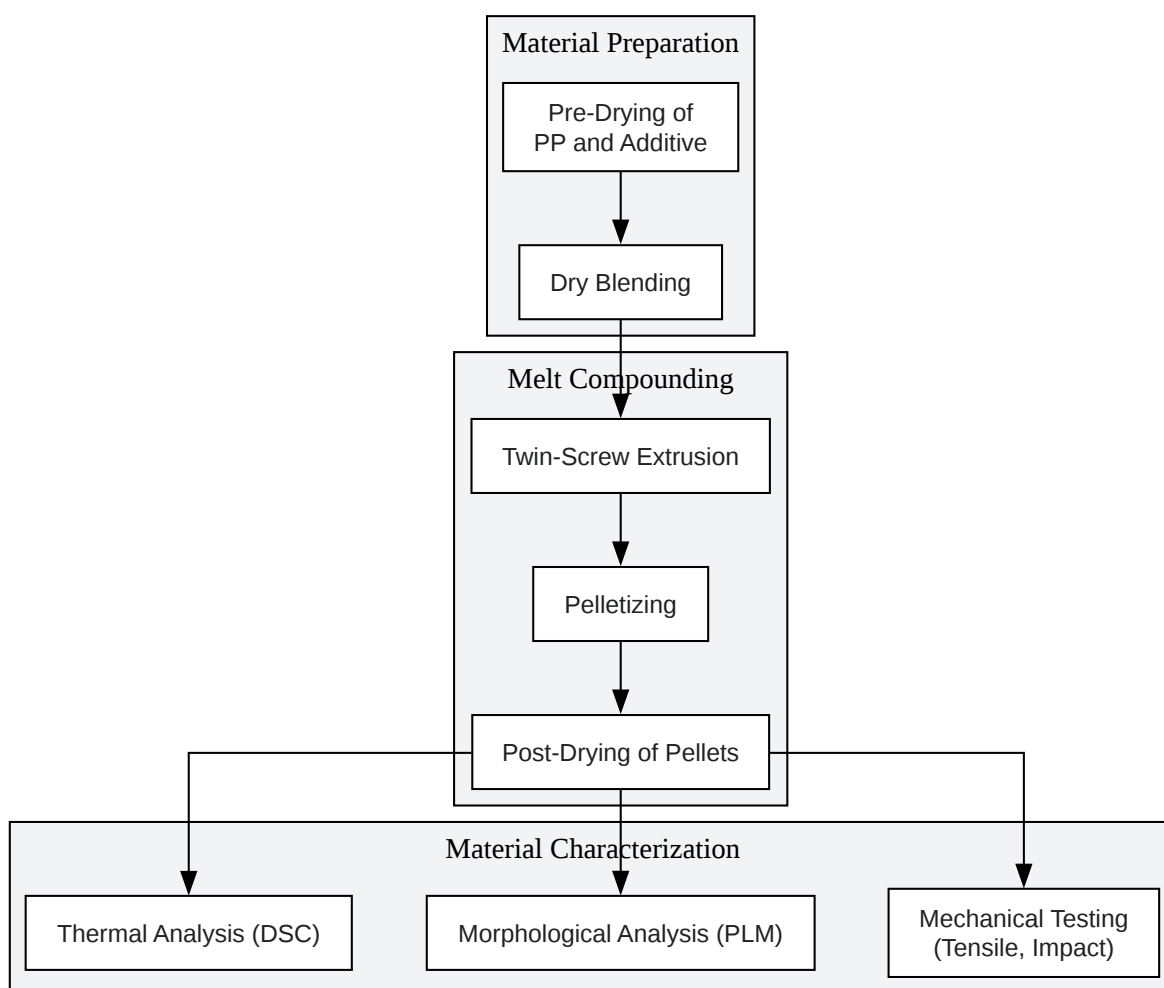 Material Preparation
Pre-Drying of
PP and Additive
Dry Blending
Melt Compounding
Twin-Screw Extrusion
Pelletizing
Post-Drying of Pellets
Material Characterization
Thermal Analysis (DSC)
Morphological Analysis (PLM)
Mechanical Testing
(Tensile, Impact)